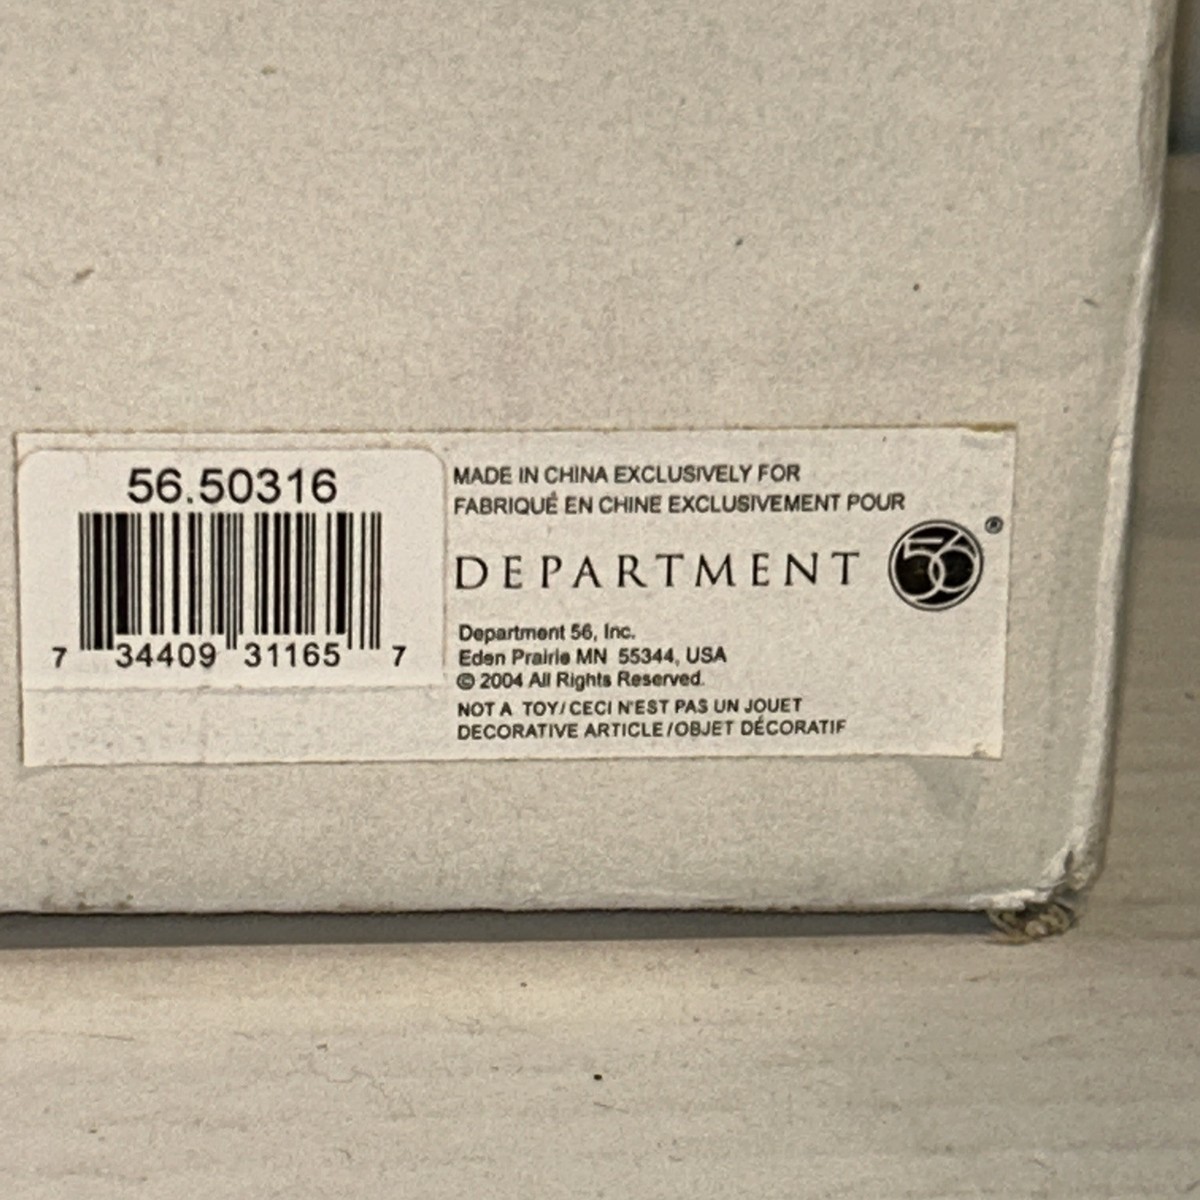 56.50316
7 34409 31165 7
MADE IN CHINA EXCLUSIVELY FOR
FABRIQUÉ EN CHINE EXCLUSIVEMENT POUR
DEPARTMENT 56 ®
Department 56, Inc.
Eden Prairie MN 55344, USA
© 2004 All Rights Reserved.
NOT A TOY/CECI N'EST PAS UN JOUET
DECORATIVE ARTICLE/OBJET DÉCORATIF